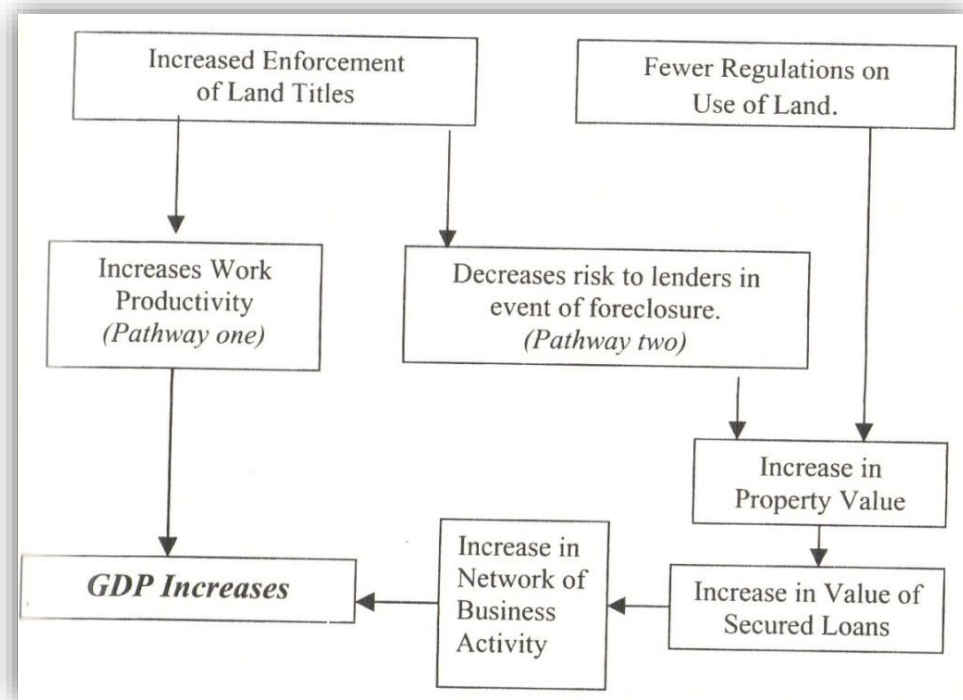 Increased Enforcement
of Land Titles
Fewer Regulations on
Use of Land.
Increases Work
Productivity
(Pathway one)
Decreases risk to lenders in
event of foreclosure.
(Pathway two)
Increase in
Property Value
Increase in Value of
Secured Loans
Increase in
Network of
Business
Activity
GDP Increases